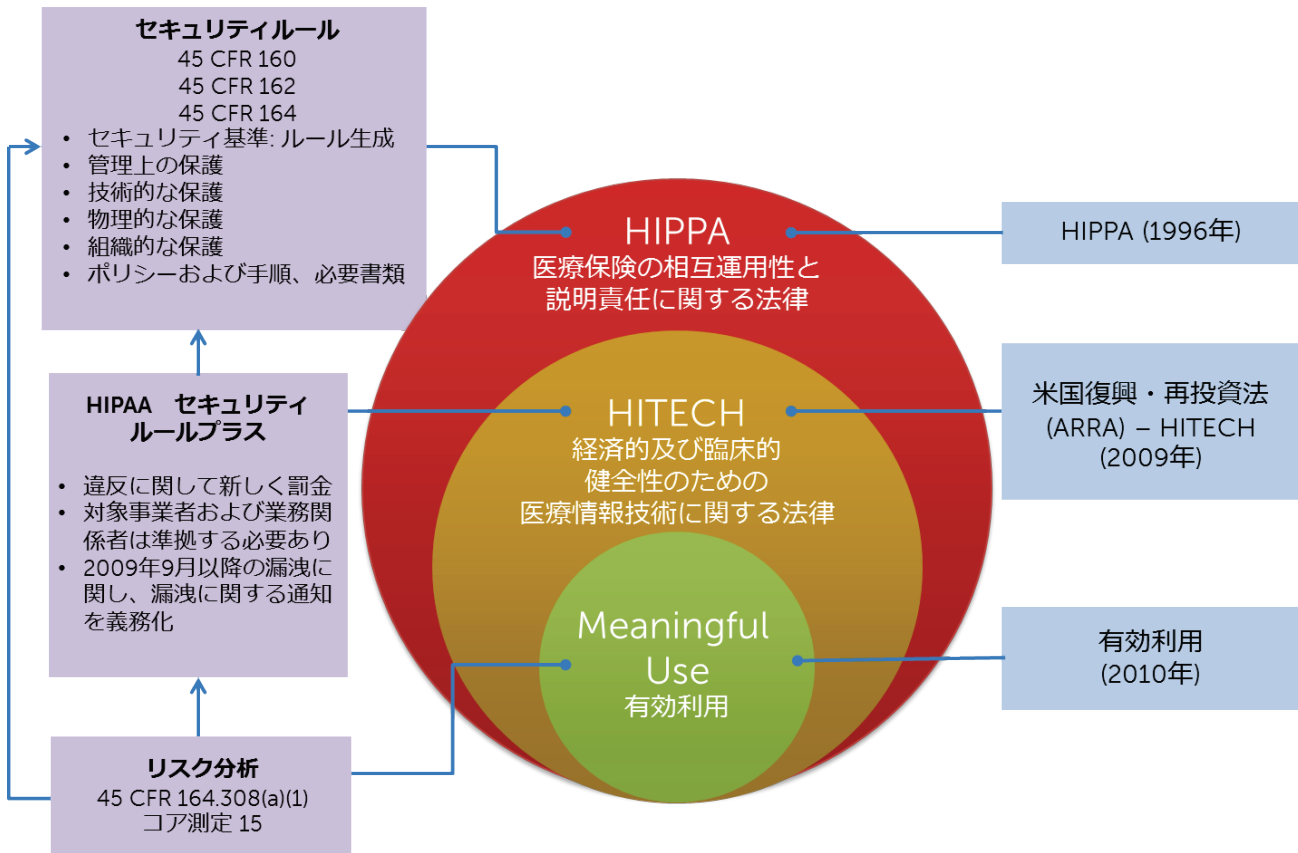 セキュリティルール
45 CFR 160
45 CFR 162
45 CFR 164
• セキュリティ基準: ルール生成
• 管理上の保護
• 技術的な保護
• 物理的な保護
• 組織的な保護
• ポリシーおよび手順、必要書類
HIPAA　セキュリティ
ルールプラス
• 違反に関して新しく罰金
• 対象事業者および業務関
係者は準拠する必要あり
• 2009年9月以降の漏洩に
関し、漏洩に関する通知
を義務化
リスク分析
45 CFR 164.308(a)(1)
コア測定 15
HIPPA
医療保険の相互運用性と
説明責任に関する法律
HITECH
経済的及び臨床的
健全性のための
医療情報技術に関する法律
Meaningful
Use
有効利用
HIPPA (1996年)
米国復興・再投資法
(ARRA) – HITECH
(2009年)
有効利用
(2010年)